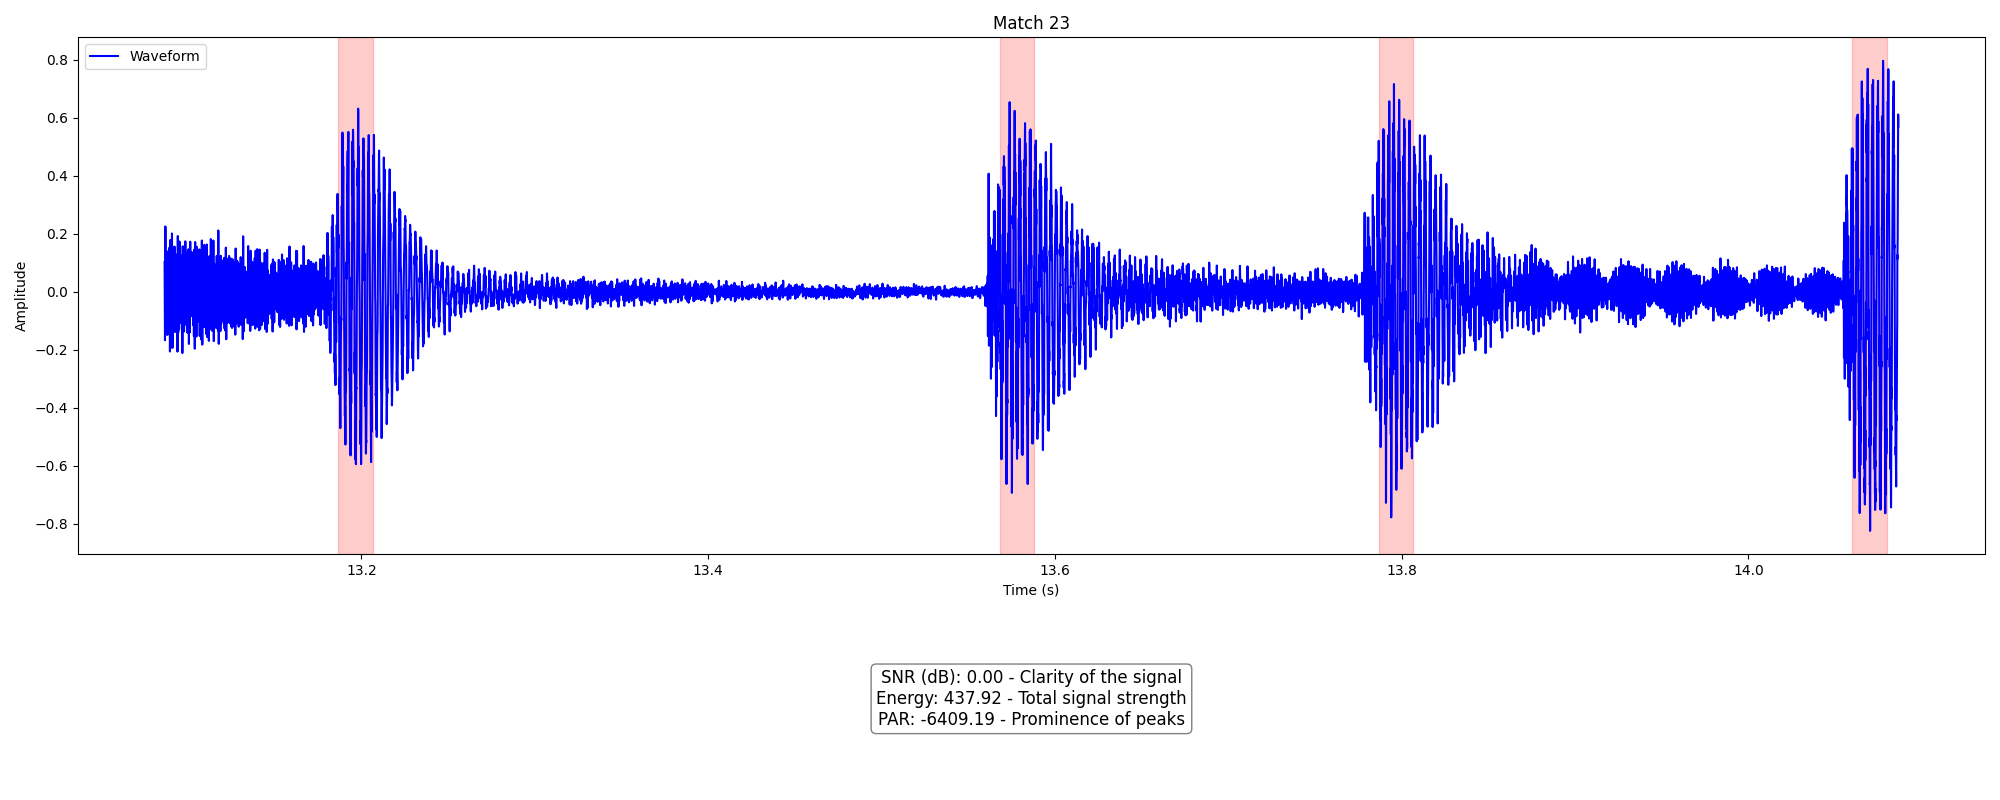 Match 23
Waveform
Amplitude
0.8
0.6
0.4
0.2
0.0
−0.2
−0.4
−0.6
−0.8
13.2 13.4 13.6 13.8 14.0
Time (s)
SNR (dB): 0.00 - Clarity of the signal
Energy: 437.92 - Total signal strength
PAR: -6409.19 - Prominence of peaks